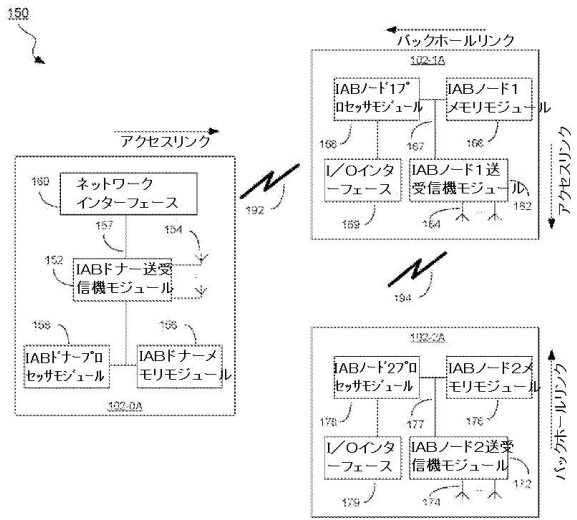 150
アクセスリンク
160
ネットワーク
インターフェース
157
154
152
IABドナー送受
信機モジュール
158
156
IABドナープロ
セッサモジュール
IABドナーメ
モリモジュール
102-0A
192
バックホールリンク
102-1A
IABノード1プ
ロセッサモジュール
IABノード1
メモリモジュール
168
167
166
I/Oインタ
ーフェース
IABノード1送
受信機モジュール
169
164
162
アクセスリンク
194
102-2A
IABノード2プロ
セッサモジュール
IABノード2メ
モリモジュール
178
177
176
I/Oインタ
ーフェース
IABノード2送受
信機モジュール
179
174
172
バックホールリンク